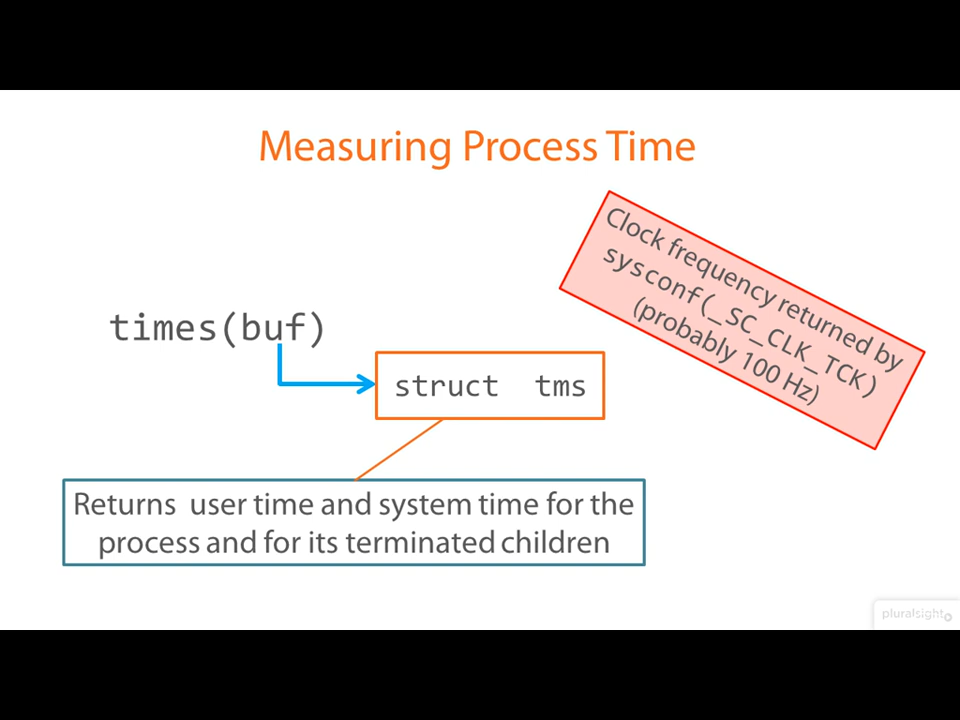 Measuring Process Time
Clock frequency returned by
sysconf(_SC_CLK_TCK)
(probably 100 Hz)
times(buf)
struct tms
Returns user time and system time for the
process and for its terminated children
pluralsight